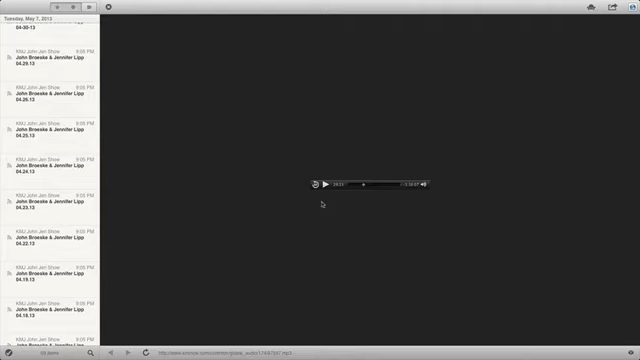 Tuesday, May 7, 2013
04-30-13
KMJ John Jen Show 9:05 PM
John Broeske & Jennifer Lipp
04.29.13
9:05 PM
John Broeske & Jennifer Lipp
04.26.13
KMJ John Jen Show 9:05 PM
John Broeske & Jennifer Lipp
04.25.13
KMJ John Jen Show 9:05 PM
John Broeske & Jennifer Lipp
04.24.13
KMJ John Jen Show 9:05 PM
John Broeske & Jennifer Lipp
04.23.13
KMJ John Jen Show 9:05 PM
John Broeske & Jennifer Lipp
04.22.13
KMJ John Jen Show 9:05 PM
John Broeske & Jennifer Lipp
04.19.13
KMJ John Jen Show 9:05 PM
John Broeske & Jennifer Lipp
04.18.13
KMJ John Jen Show 9:05 PM
items